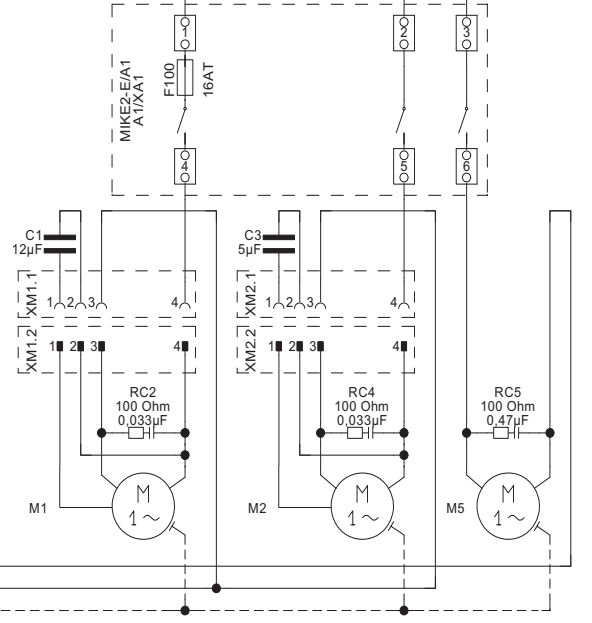 1
2
3
MIKE2-E/A1
A1/XA1
F100
16AT
4
5
6
C1
12µF
C3
5µF
XM1.1
1
2
3
4
XM2.1
1
2
3
4
XM1.2
1
2
3
4
XM2.2
1
2
3
4
RC2
100 Ohm
0,033µF
RC4
100 Ohm
0,033µF
RC5
100 Ohm
0,47µF
M1
M
1 ~
M2
M
1 ~
M5
M
1 ~